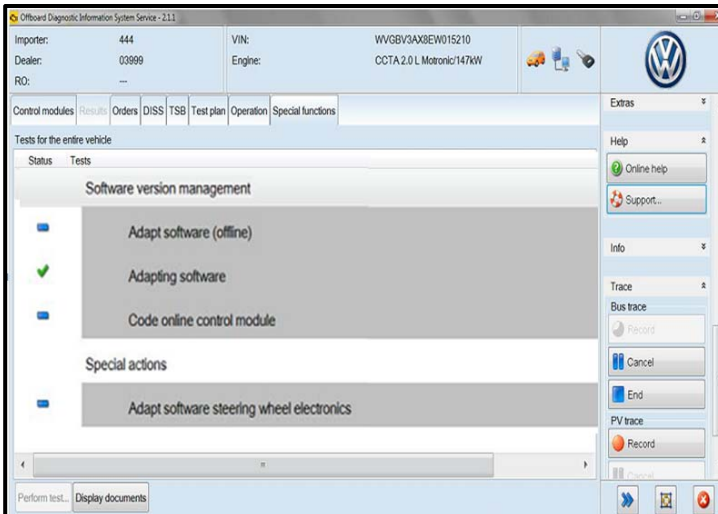 Offboard Diagnostic Information System Service - 2.1.1
Importer: 444 VIN: WVGBV3AX8EW015210
Dealer: 03999 Engine: CCTA 2.0 L Motronic/147kW
RO: ---
Control modules Results Orders DISS TSB Test plan Operation Special functions
Tests for the entire vehicle
Status Tests
Software version management
Adapt software (offline)
Adapting software
Code online control module
Special actions
Adapt software steering wheel electronics
Perform test... Display documents
Extras
Help
Online help
Support...
Info
Trace
Bus trace
Record
Cancel
End
PV trace
Record
Cancel